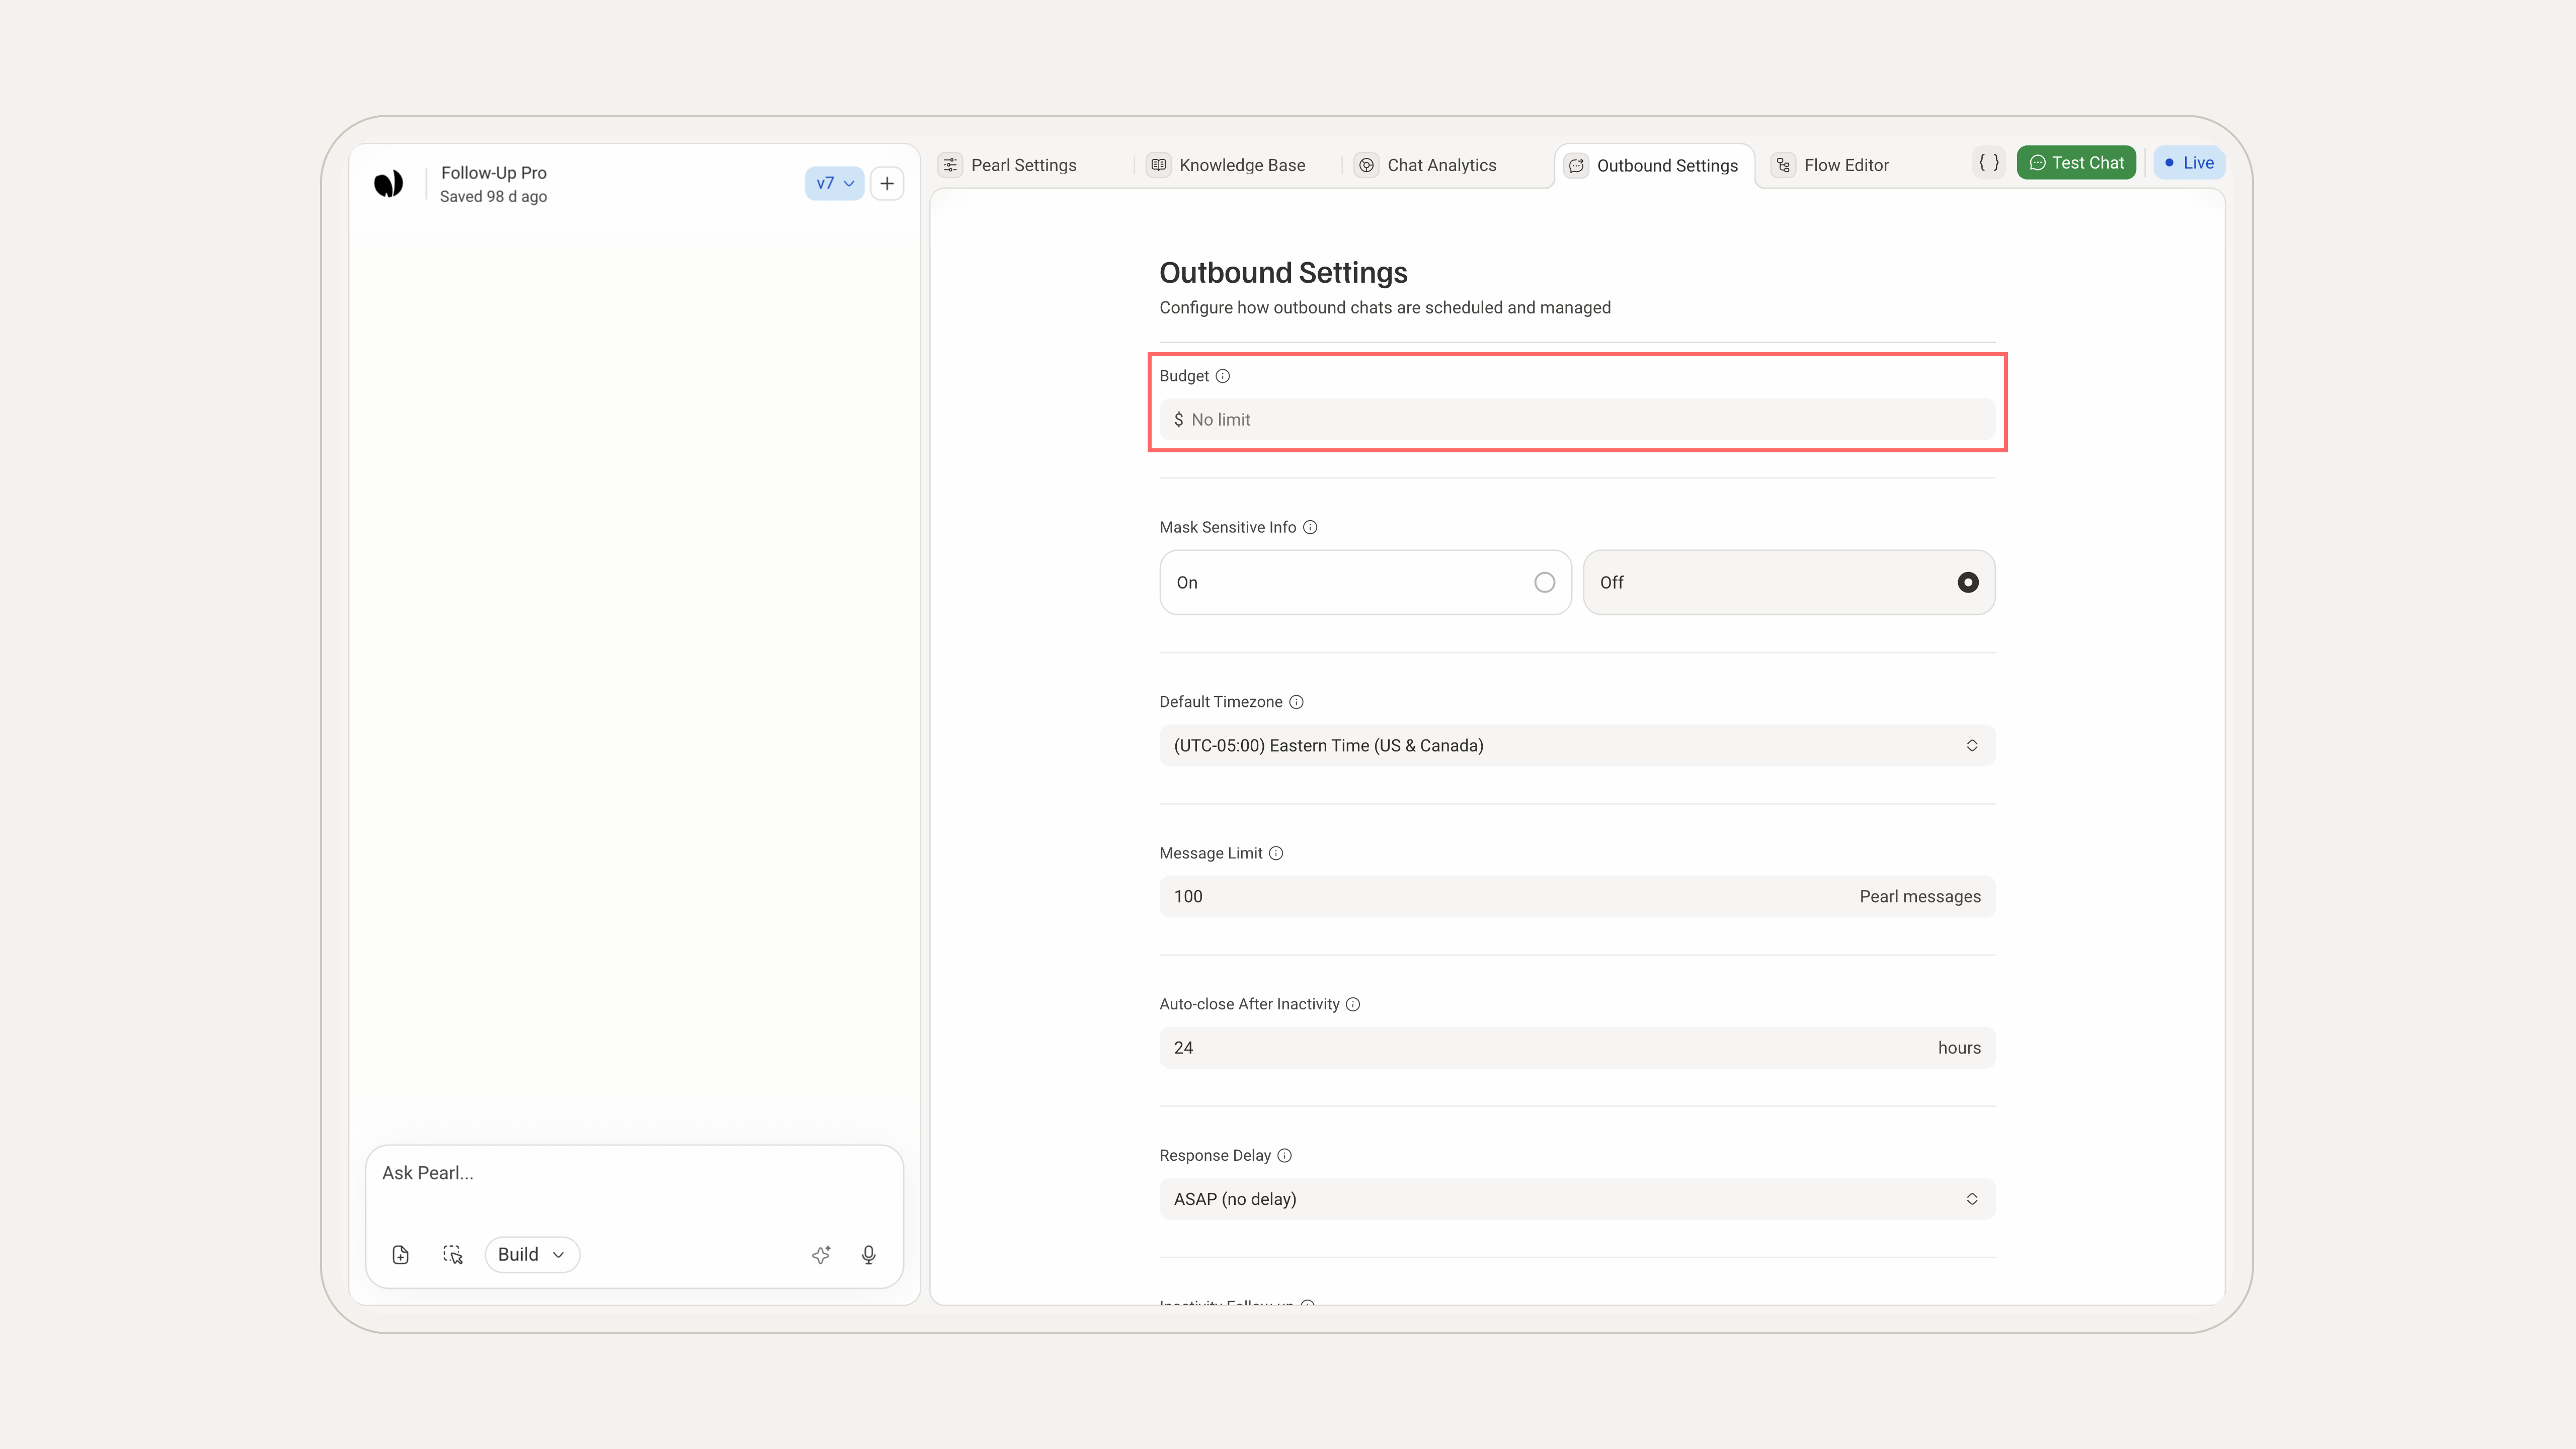 Follow-Up Pro
Saved 98 d ago
v7
Pearl Settings
Knowledge Base
Chat Analytics
Outbound Settings
Flow Editor
{ }
Test Chat
Live
Outbound Settings
Configure how outbound chats are scheduled and managed
Budget
$ No limit
Mask Sensitive Info
On
Off
Default Timezone
(UTC-05:00) Eastern Time (US & Canada)
Message Limit
100 Pearl messages
Auto-close After Inactivity
24 hours
Response Delay
ASAP (no delay)
Inactivity Follow-up
Ask Pearl...
Build